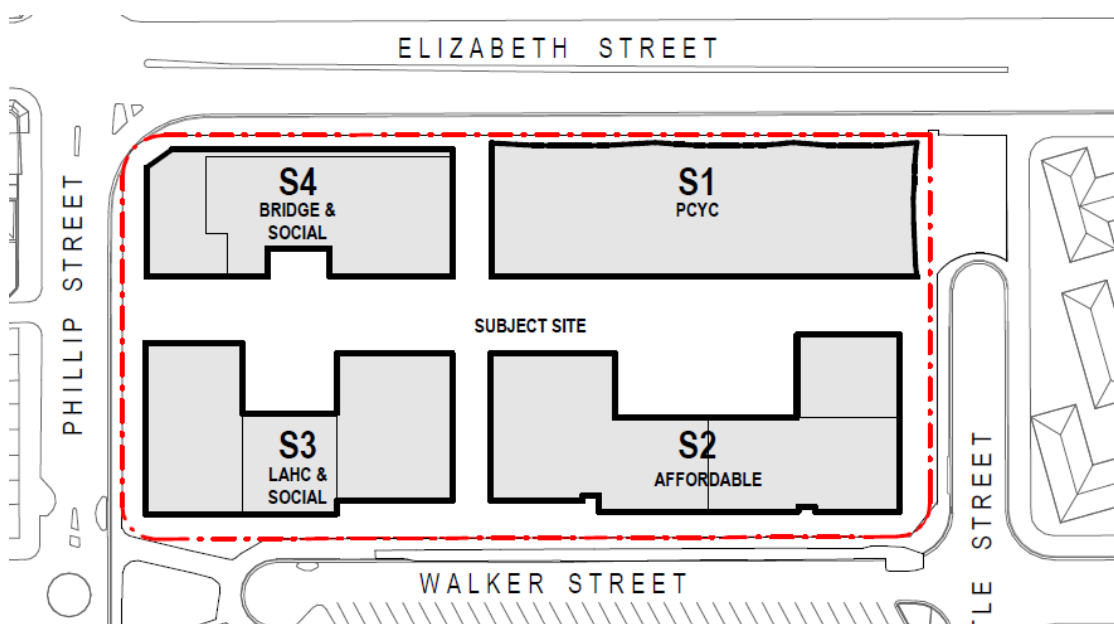 ELIZABETH STREET
PHILLIP STREET
S4
BRIDGE &
SOCIAL
S1
PCYC
SUBJECT SITE
S3
LAHC &
SOCIAL
S2
AFFORDABLE
WALKER STREET
TLE STREET